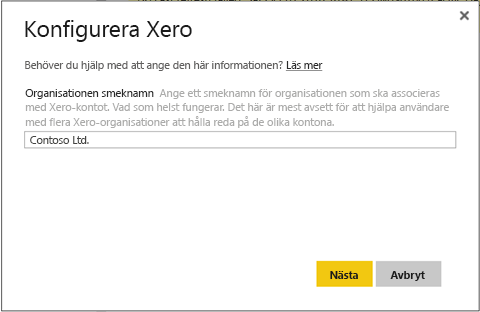 Konfigurera Xero
Behöver du hjälp med att ange den här informationen? Läs mer
Organisationen smeknamn Ange ett smeknamn för organisationen som ska associeras
med Xero-kontot. Vad som helst fungerar. Det här är mest avsett för att hjälpa användare
med flera Xero-organisationer att hålla reda på de olika kontona.
Contoso Ltd.
Nästa Avbryt